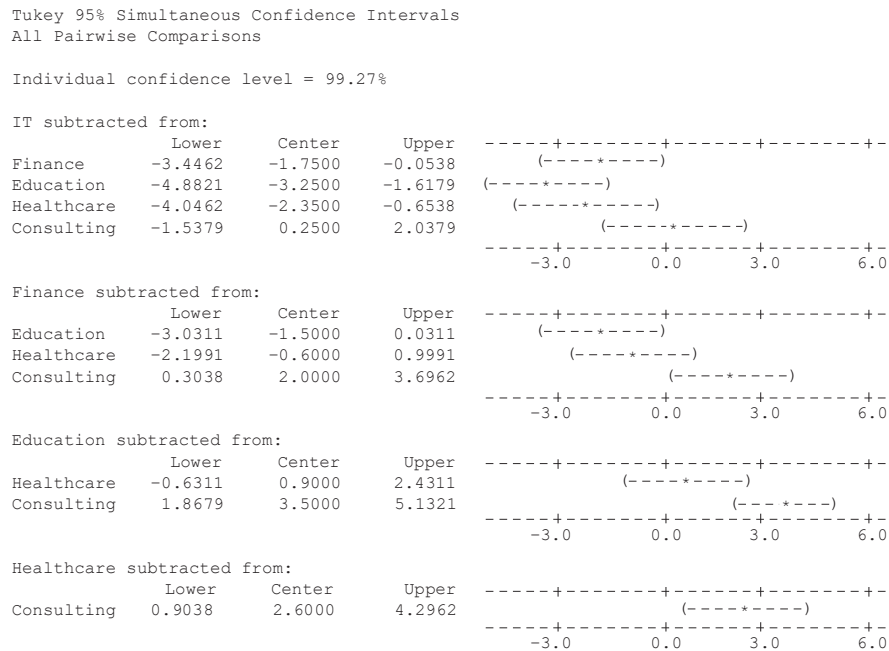 Tukey 95% Simultaneous Confidence Intervals
All Pairwise Comparisons
Individual confidence level = 99.27%
IT subtracted from:
Lower Center Upper -----+--------+--------+--------+-
Finance -3.4462 -1.7500 -0.0538 (----*----)
Education -4.8821 -3.2500 -1.6179 (----*----)
Healthcare -4.0462 -2.3500 -0.6538 (-----*-----)
Consulting -1.5379 0.2500 2.0379 (-----*-----)
-----+--------+--------+--------+-
-3.0 0.0 3.0 6.0
Finance subtracted from:
Lower Center Upper -----+--------+--------+--------+-
Education -3.0311 -1.5000 0.0311 (----*----)
Healthcare -2.1991 -0.6000 0.9991 (----*----)
Consulting 0.3038 2.0000 3.6962 (----*----)
-----+--------+--------+--------+-
-3.0 0.0 3.0 6.0
Education subtracted from:
Lower Center Upper -----+--------+--------+--------+-
Healthcare -0.6311 0.9000 2.4311 (----*----)
Consulting 1.8679 3.5000 5.1321 (---*---)
-----+--------+--------+--------+-
-3.0 0.0 3.0 6.0
Healthcare subtracted from:
Lower Center Upper -----+--------+--------+--------+-
Consulting 0.9038 2.6000 4.2962 (----*----)
-----+--------+--------+--------+-
-3.0 0.0 3.0 6.0